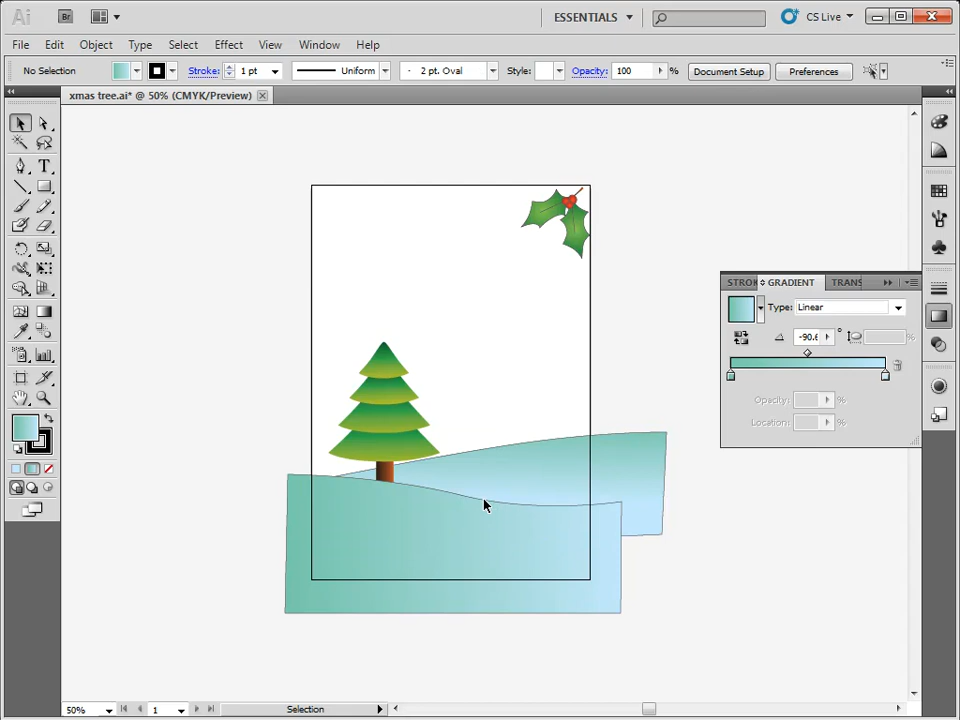 Ai Br ESSENTIALS CS Live
File Edit Object Type Select Effect View Window Help
No Selection Stroke: 1 pt Uniform 2 pt. Oval Style: Opacity: 100 % Document Setup Preferences
xmas tree.ai* @ 50% (CMYK/Preview)
STROK GRADIENT TRANS
Type: Linear
-90.6 ° %
Opacity: %
Location: %
50% 1 Selection